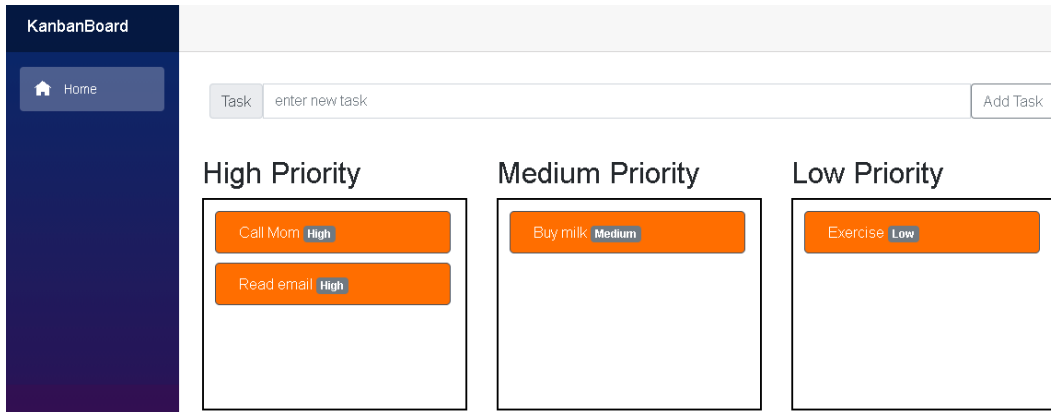 KanbanBoard
Home
Task enter new task Add Task
High Priority
Call Mom High
Read email High
Medium Priority
Buy milk Medium
Low Priority
Exercise Low